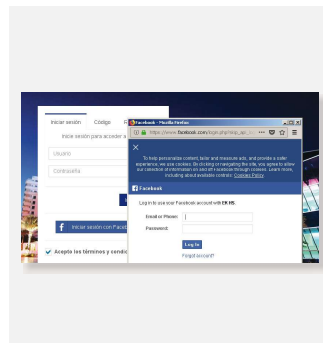 Iniciar sesión Código
Inicie sesión para acceder a
Usuario
Contraseña
f Iniciar sesión con Faceb
Acepto los términos y condic
Facebook - Mozilla Firefox
https://www.facebook.com/login.php?skip_api_l
To help personalize content, tailor and measure ads, and provide a safer
experience, we use cookies. By clicking or navigating the site, you agree to allow
our collection of information on and off Facebook through cookies. Learn more,
including about available controls: Cookies Policy.
Facebook
Log in to use your Facebook account with
Email or Phone:
Password:
Log In
Forgot account?